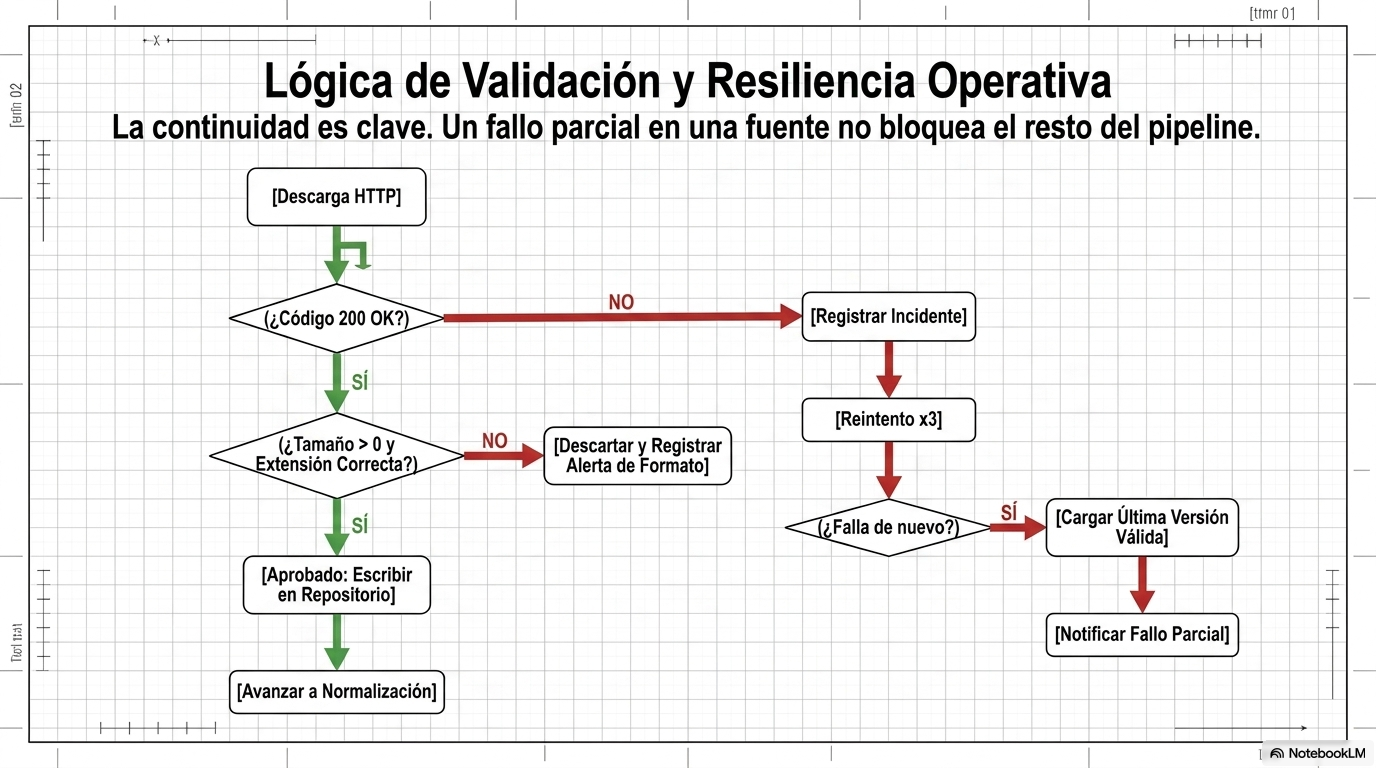 Lógica de Validación y Resiliencia Operativa
La continuidad es clave. Un fallo parcial en una fuente no bloquea el resto del pipeline.
[Descarga HTTP]
(¿Código 200 OK?)
NO
[Registrar Incidente]
SÍ
[Reintento x3]
(¿Tamaño > 0 y
Extensión Correcta?)
NO
[Descartar y Registrar
Alerta de Formato]
SÍ
(¿Falla de nuevo?)
SÍ
[Cargar Última Versión
Válida]
[Aprobado: Escribir
en Repositorio]
[Notificar Fallo Parcial]
[Avanzar a Normalización]
NotebookLM